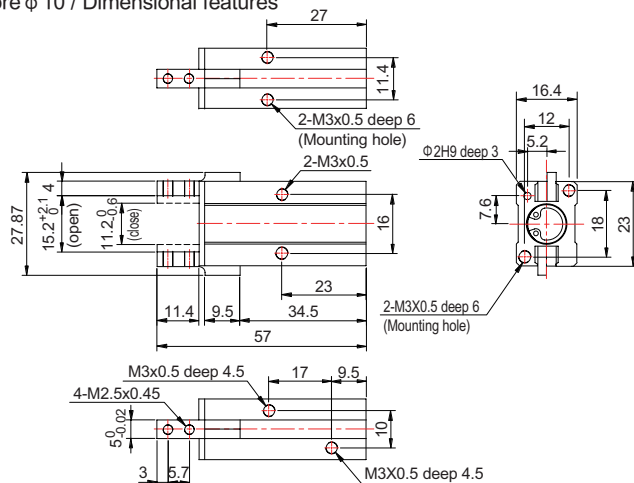 ore φ 10 / Dimensional features
27
11.4
2-M3x0.5 deep 6
(Mounting hole)
16.4
12
5.2
Φ2H9 deep 3
7.6
18
23
2-M3X0.5 deep 6
(Mounting hole)
2-M3x0.5
27.87
4
15.2 +2.1 0
(open)
11.2 0 -0.6
(close)
16
23
11.4
9.5
34.5
57
M3x0.5 deep 4.5
17
9.5
4-M2.5x0.45
5 0 -0.02
10
3
5.7
M3X0.5 deep 4.5